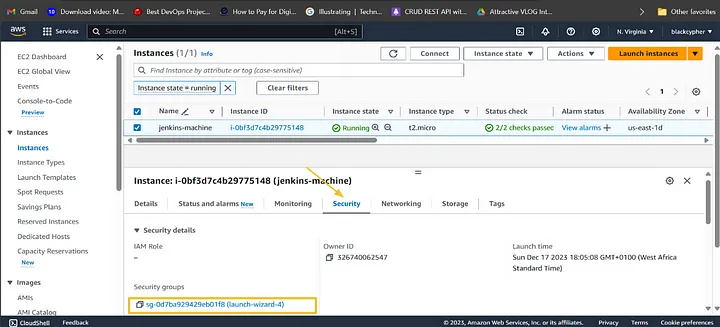 Gmail
Download video: M...
Best DevOps Projec...
How to Pay for Digi...
Illustrating | Techn...
CRUD REST API wit...
Attractive VLOG Int...
Other favorites
aws
Services
Search
[Alt+S]
N. Virginia
blackcypher
EC2 Dashboard
EC2 Global View
Events
Console-to-Code
Preview
Instances
Instances
Instance Types
Launch Templates
Spot Requests
Savings Plans
Reserved Instances
Dedicated Hosts
Capacity Reservations
New
Images
AMIs
AMI Catalog
Instances (1/1) Info
Connect
Instance state
Actions
Launch instances
Find Instance by attribute or tag (case-sensitive)
Instance state = running
Clear filters
1
Name
Instance ID
Instance state
Instance type
Status check
Alarm status
Availability Zone
jenkins-machine
i-0bf3d7c4b29775148
Running
t2.micro
2/2 checks passec
View alarms
us-east-1d
Instance: i-0bf3d7c4b29775148 (jenkins-machine)
Details
Status and alarms New
Monitoring
Security
Networking
Storage
Tags
Security details
IAM Role
–
Owner ID
326740062547
Launch time
Sun Dec 17 2023 18:05:08 GMT+0100 (West Africa
Standard Time)
Security groups
sg-0d7ba929429eb01f8 (launch-wizard-4)
CloudShell
Feedback
© 2023, Amazon Web Services, Inc. or its affiliates.
Privacy
Terms
Cookie preferences